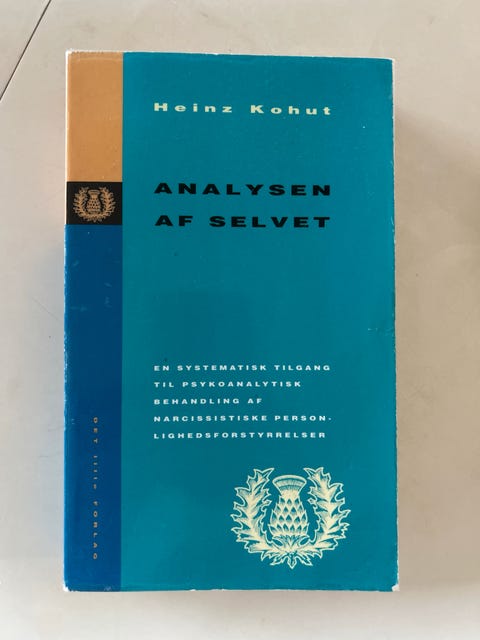 Heinz Kohut
ANALYSEN
AF SELVET
EN SYSTEMATISK TILGANG
TIL PSYKOANALYTISK
BEHANDLING AF
NARCISSISTISKE PERSON-
LIGHEDSFORSTYRRELSER
DET lille FORLAG